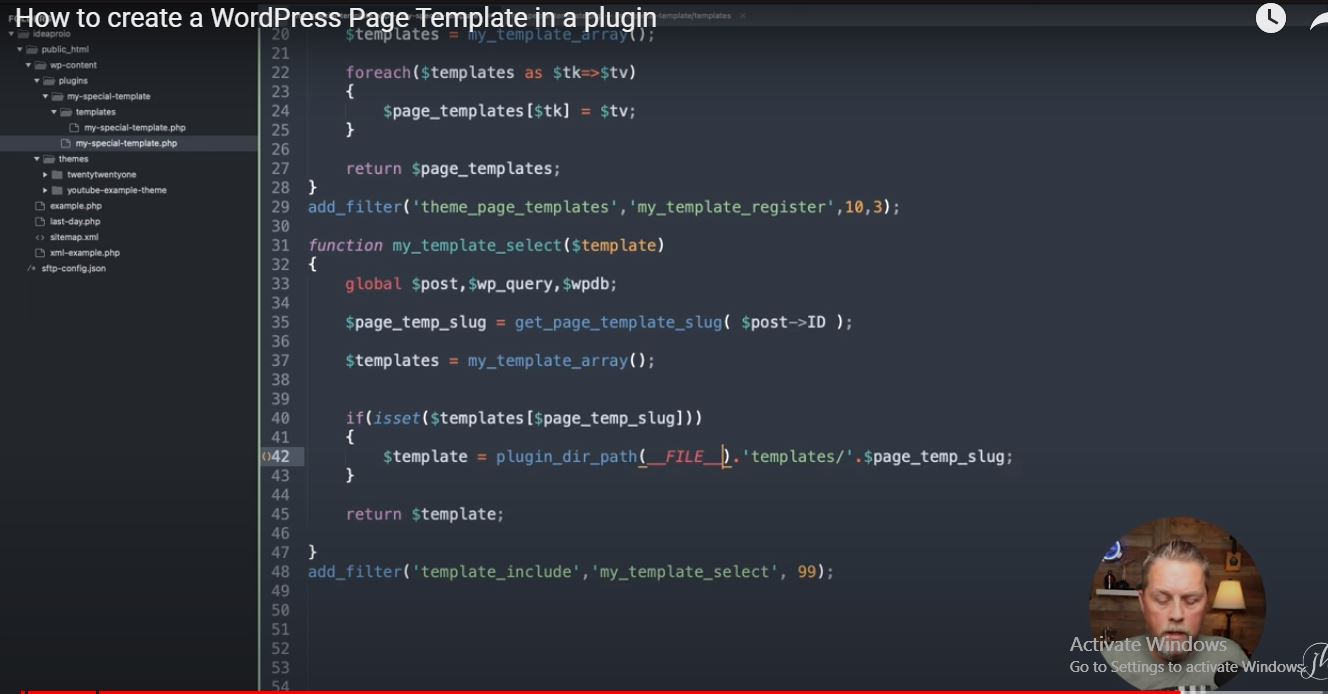 How to create a WordPress Page Template in a plugin
ideaproio
public_html
wp-content
plugins
my-special-template
templates
my-special-template.php
my-special-template.php
themes
twentytwentyone
youtube-example-theme
example.php
last-day.php
sitemap.xml
xml-example.php
sftp-config.json
20 $templates = my_template_array();
21
22 foreach($templates as $tk=>$tv)
23 {
24 $page_templates[$tk] = $tv;
25 }
26
27 return $page_templates;
28 }
29 add_filter('theme_page_templates','my_template_register',10,3);
30
31 function my_template_select($template)
32 {
33 global $post,$wp_query,$wpdb;
34
35 $page_temp_slug = get_page_template_slug( $post->ID );
36
37 $templates = my_template_array();
38
39
40 if(isset($templates[$page_temp_slug]))
41 {
42 $template = plugin_dir_path(__FILE__).'templates/'.$page_temp_slug;
43 }
44
45 return $template;
46
47 }
48 add_filter('template_include','my_template_select', 99);
49
50
51
52
53
54
Activate Windows
Go to Settings to activate Windows.